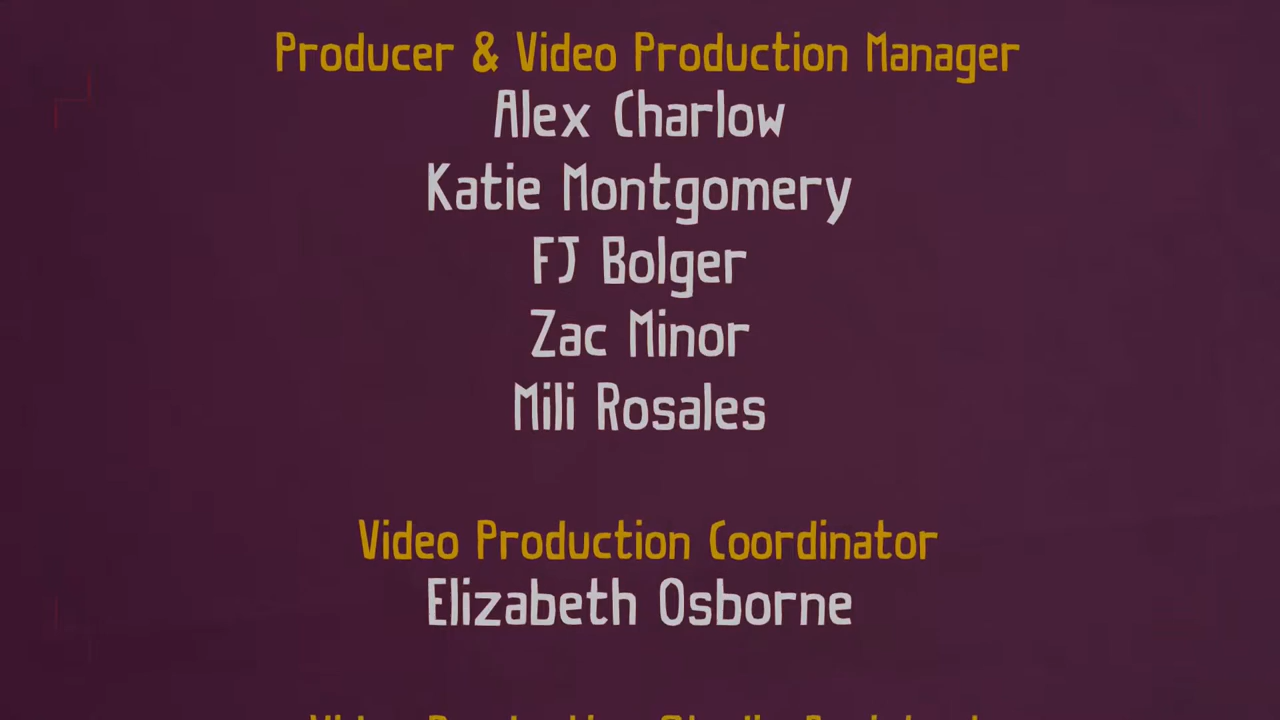 Producer & Video Production Manager
Alex Charlow
Katie Montgomery
FJ Bolger
Zac Minor
Mili Rosales
Video Production Coordinator
Elizabeth Osborne